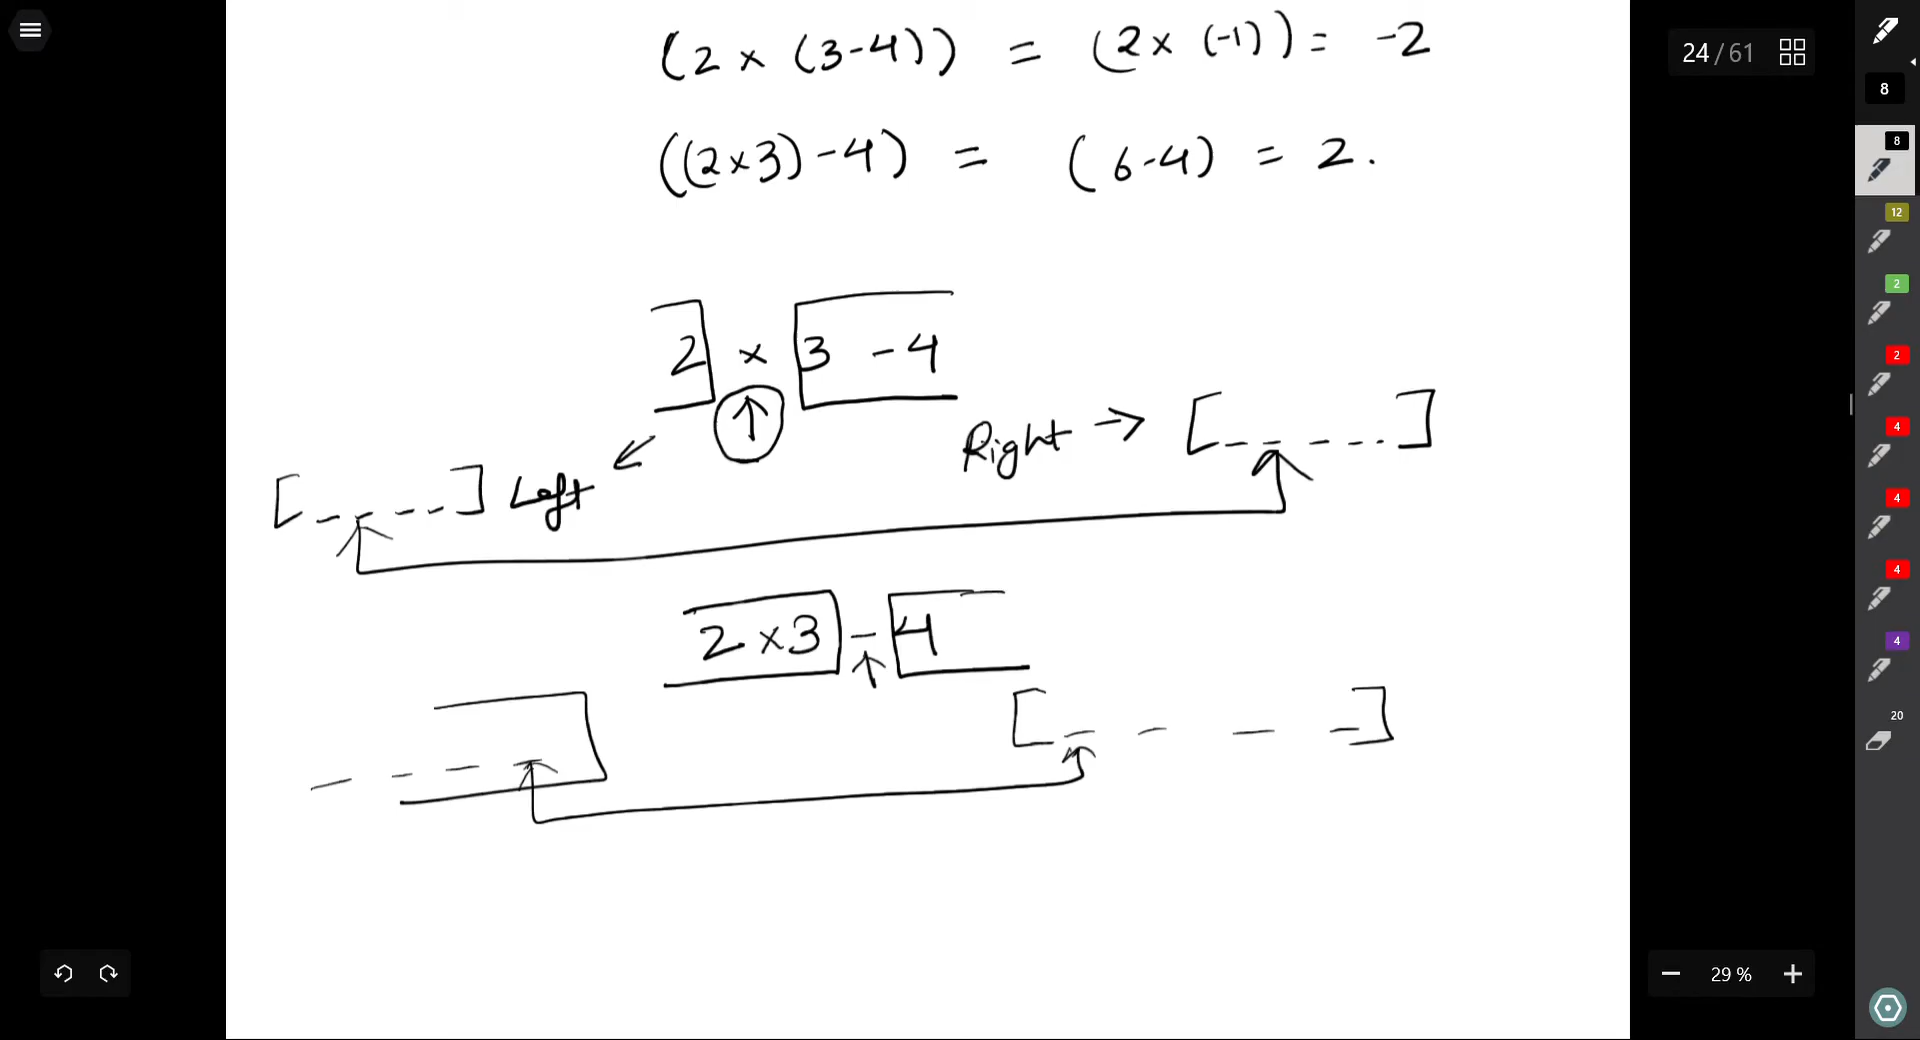 (2 × (3-4)) = (2 × (-1)) = -2
24 / 61
8
((2×3)-4) = (6-4) = 2.
8
12
2
2
2 × 3 - 4
↑
Right → [_ _ _ _]
[_ _ _ _] Left
4
4
4
2 × 3 - 4
4
20
[_ _ _ _]
_ _ _ _]
29 %